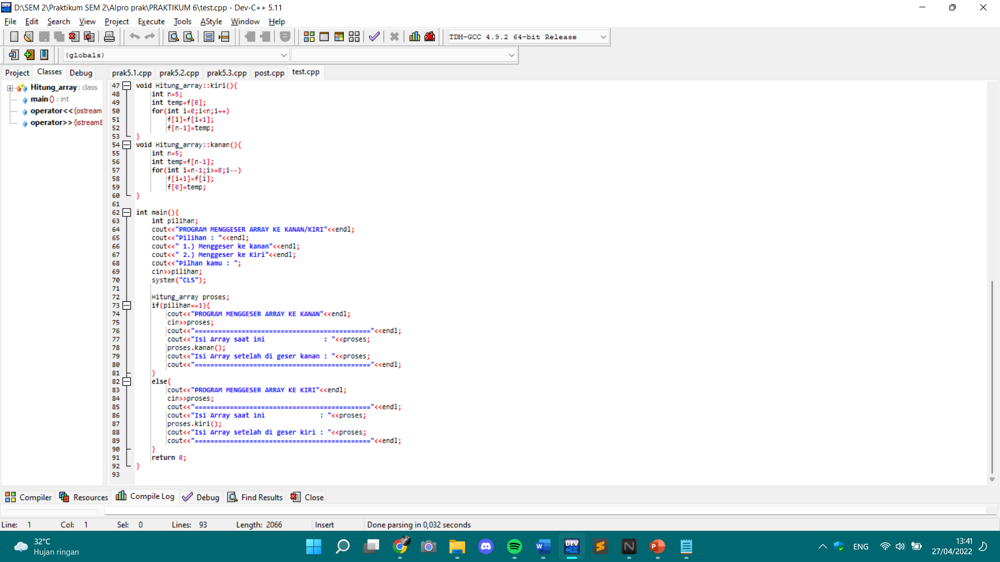 D:\SEM 2\Praktikum SEM 2\Alpro prak\PRAKTIKUM 6\test.cpp - Dev-C++ 5.11
File Edit Search View Project Execute Tools AStyle Window Help
TDM-GCC 4.9.2 64-bit Release
(globals)
Project Classes Debug prak5.1.cpp prak5.2.cpp prak5.3.cpp post.cpp test.cpp
Hitung_array : class
main () : int
operator<< (ostream
operator>> (istream&
47 void Hitung_array::kiri(){
48 int n=5;
49 int temp=f[0];
50 for(int i=0;i<n;i++)
51 f[i]=f[i+1];
52 f[n-1]=temp;
53 }
54 void Hitung_array::kanan(){
55 int n=5;
56 int temp=f[n-1];
57 for(int i=n-1;i>=0;i--)
58 f[i+1]=f[i];
59 f[0]=temp;
60 }
61
62 int main(){
63 int pilihan;
64 cout<<"PROGRAM MENGGESER ARRAY KE KANAN/KIRI"<<endl;
65 cout<<"Pilihan : "<<endl;
66 cout<<" 1.) Menggeser ke kanan"<<endl;
67 cout<<" 2.) Menggeser ke Kiri"<<endl;
68 cout<<"Pilhan kamu : ";
69 cin>>pilihan;
70 system("CLS");
71
72 Hitung_array proses;
73 if(pilihan==1){
74 cout<<"PROGRAM MENGGESER ARRAY KE KANAN"<<endl;
75 cin>>proses;
76 cout<<"============================================="<<endl;
77 cout<<"Isi Array saat ini               : "<<proses;
78 proses.kanan();
79 cout<<"Isi Array setelah di geser kanan : "<<proses;
80 cout<<"============================================="<<endl;
81 }
82 else{
83 cout<<"PROGRAM MENGGESER ARRAY KE KIRI"<<endl;
84 cin>>proses;
85 cout<<"============================================="<<endl;
86 cout<<"Isi Array saat ini              : "<<proses;
87 proses.kiri();
88 cout<<"Isi Array setelah di geser kiri : "<<proses;
89 cout<<"============================================="<<endl;
90 }
91 return 0;
92 }
93
Compiler Resources Compile Log Debug Find Results Close
Line: 1 Col: 1 Sel: 0 Lines: 93 Length: 2066 Insert Done parsing in 0,032 seconds
32°C
Hujan ringan
DEV C++
ENG
13:41
27/04/2022